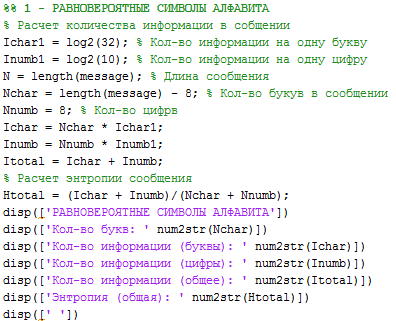 %% 1 - РАВНОВЕРОЯТНЫЕ СИМВОЛЫ АЛФАВИТА
% Расчет количества информации в собщении
Ichar1 = log2(32); % Кол-во информации на одну букву
Inumb1 = log2(10); % Кол-во информации на одну цифру
N = length(message); % Длина сообщения
Nchar = length(message) - 8; % Кол-во букув в сообщении
Nnumb = 8; % Кол-во цифрв
Ichar = Nchar * Ichar1;
Inumb = Nnumb * Inumb1;
Itotal = Ichar + Inumb;
% Расчет энтропии сообщения
Htotal = (Ichar + Inumb)/(Nchar + Nnumb);
disp(['РАВНОВЕРОЯТНЫЕ СИМВОЛЫ АЛФАВИТА'])
disp(['Кол-во букв: ' num2str(Nchar)])
disp(['Кол-во информации (буквы): ' num2str(Ichar)])
disp(['Кол-во информации (цифры): ' num2str(Inumb)])
disp(['Кол-во информации (общее): ' num2str(Itotal)])
disp(['Энтропия (общая): ' num2str(Htotal)])
disp([' '])